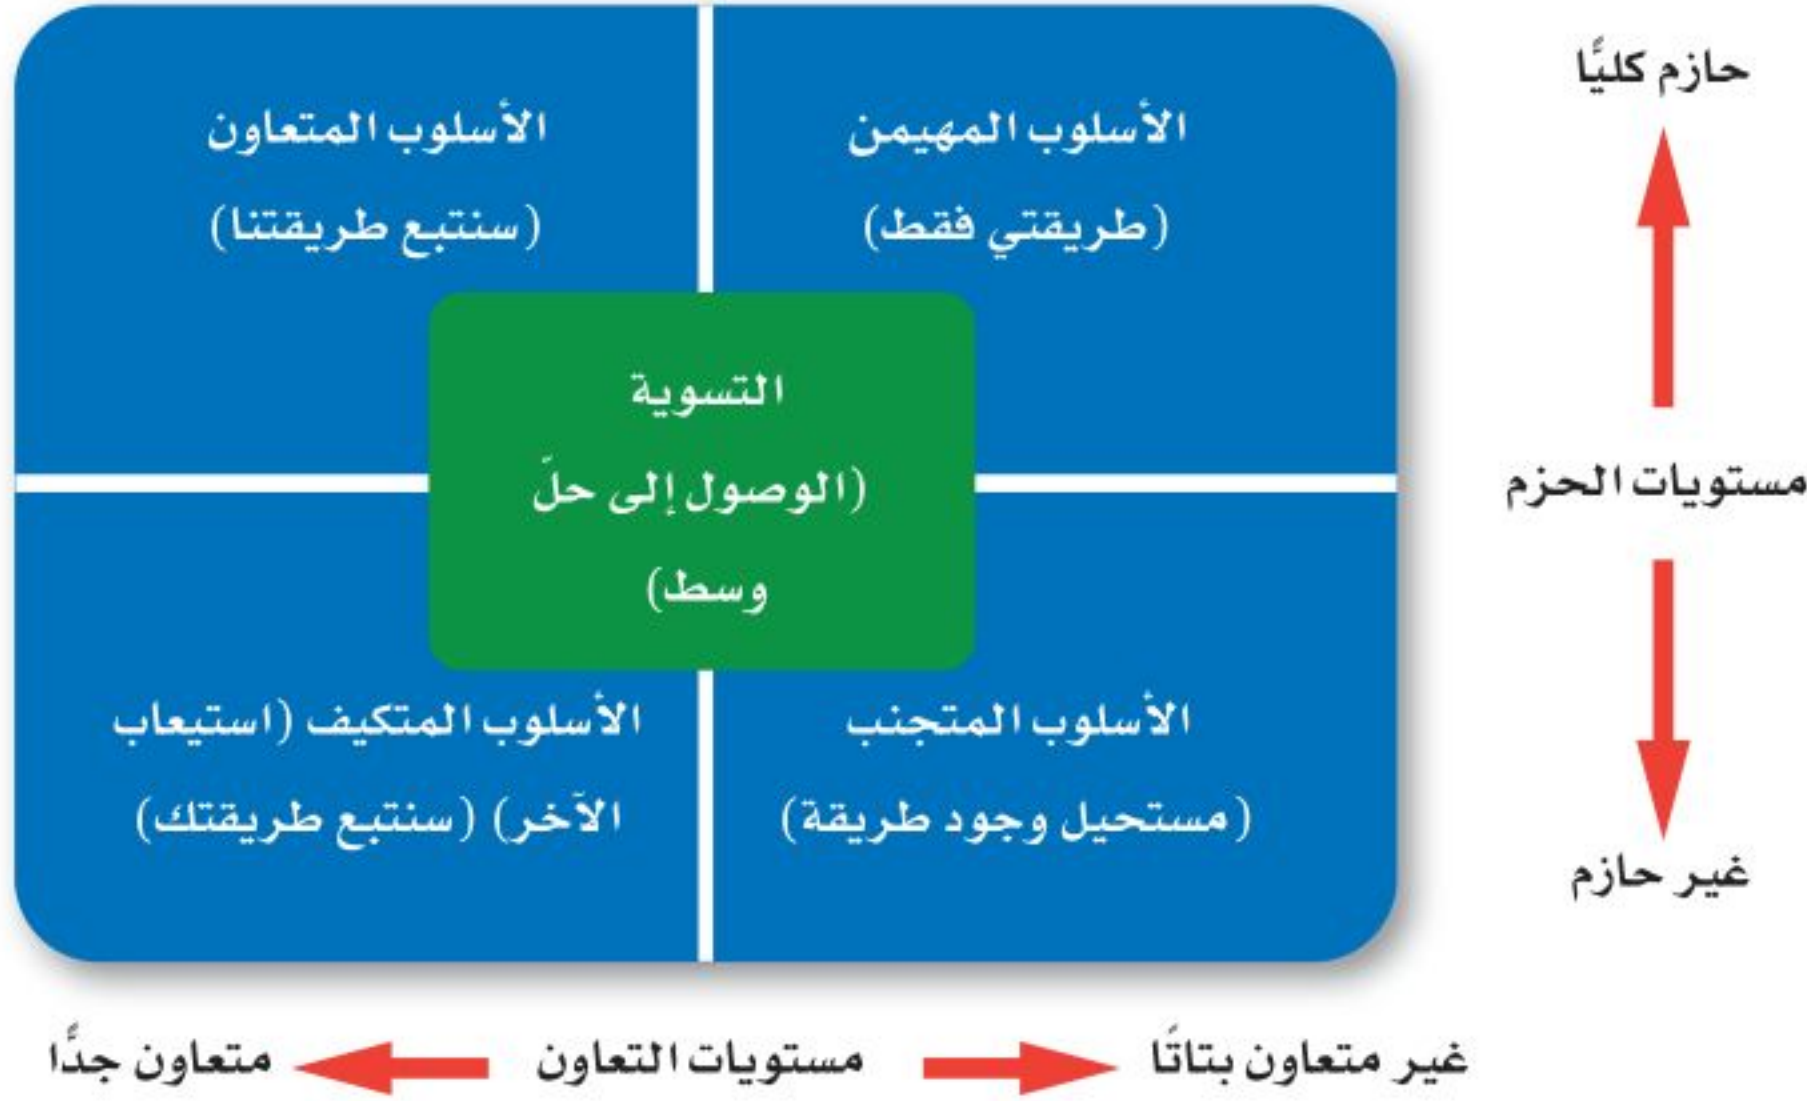 حازم كليًّا
الأسلوب المهيمن
(طريقتي فقط)
الأسلوب المتعاون
(سنتبع طريقتنا)
التسوية
(الوصول إلى حلّ
وسط)
مستويات الحزم
الأسلوب المتجنب
(مستحيل وجود طريقة)
الأسلوب المتكيف (استيعاب
الآخر) (سنتبع طريقتك)
غير حازم
غير متعاون بتاتًا
مستويات التعاون
متعاون جدًّا